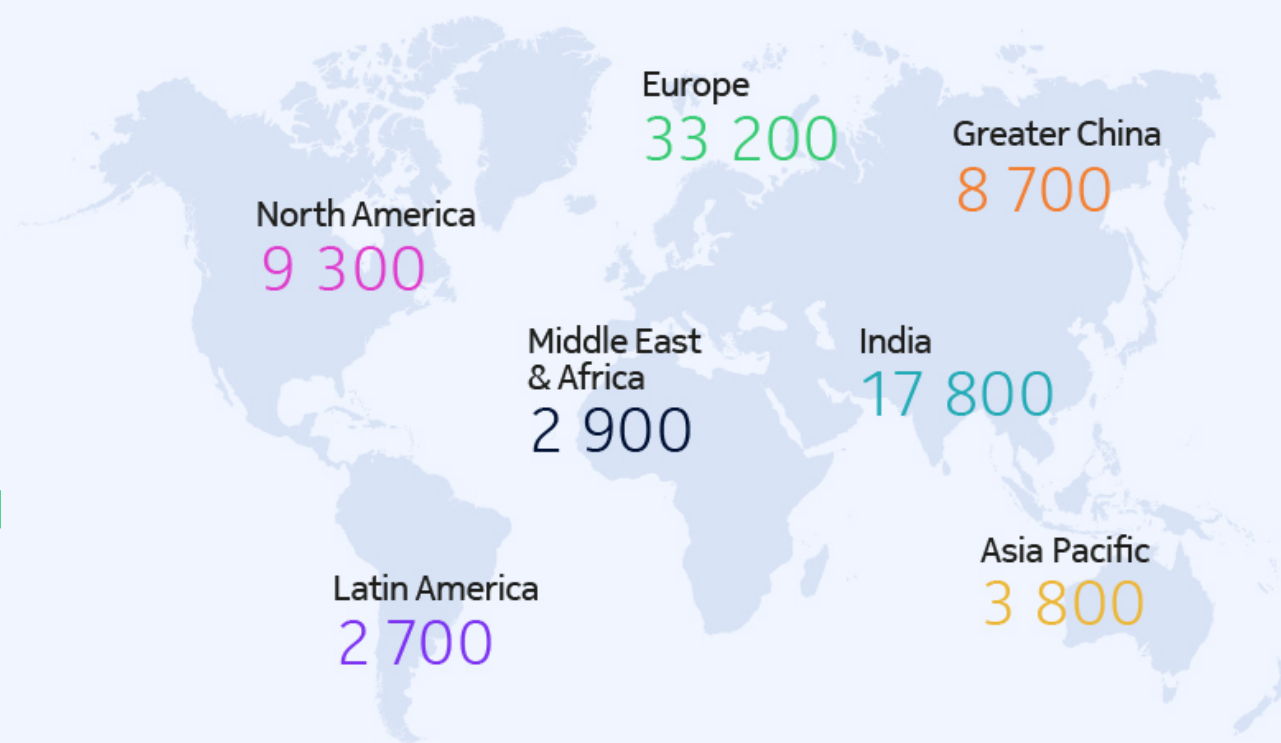 Europe
33 200
Greater China
8 700
North America
9 300
Middle East
& Africa
2 900
India
17 800
Asia Pacific
3 800
Latin America
2 700